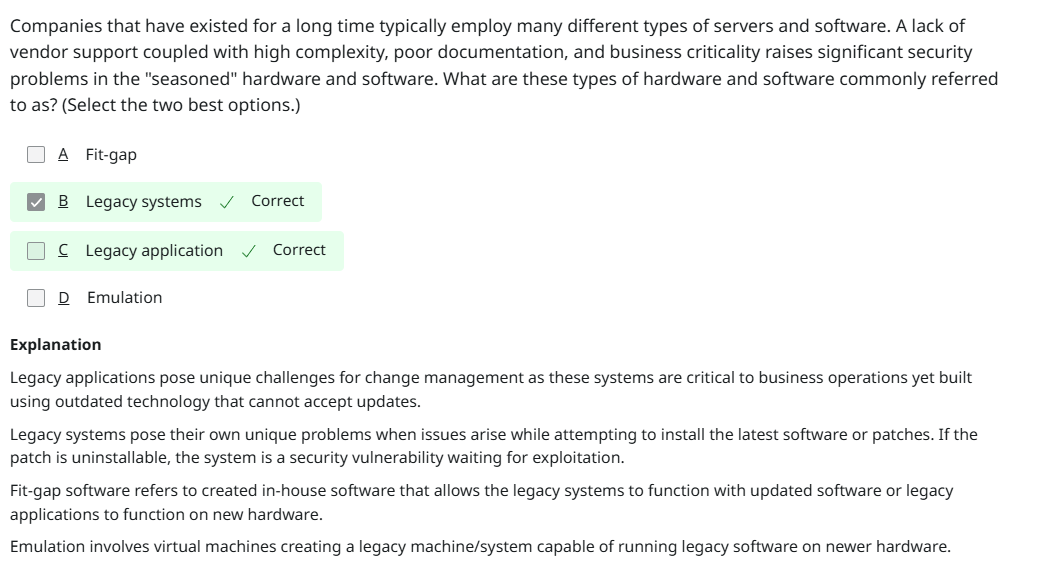 Companies that have existed for a long time typically employ many different types of servers and software. A lack of
vendor support coupled with high complexity, poor documentation, and business criticality raises significant security
problems in the "seasoned" hardware and software. What are these types of hardware and software commonly referred
to as? (Select the two best options.)
A Fit-gap
B Legacy systems ✓ Correct
C Legacy application ✓ Correct
D Emulation
Explanation
Legacy applications pose unique challenges for change management as these systems are critical to business operations yet built
using outdated technology that cannot accept updates.
Legacy systems pose their own unique problems when issues arise while attempting to install the latest software or patches. If the
patch is uninstallable, the system is a security vulnerability waiting for exploitation.
Fit-gap software refers to created in-house software that allows the legacy systems to function with updated software or legacy
applications to function on new hardware.
Emulation involves virtual machines creating a legacy machine/system capable of running legacy software on newer hardware.